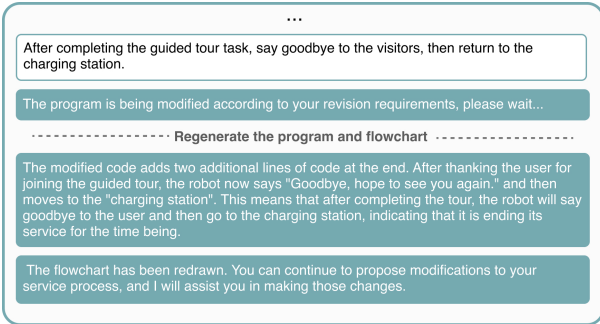 ...
After completing the guided tour task, say goodbye to the visitors, then return to the
charging station.
The program is being modified according to your revision requirements, please wait...
Regenerate the program and flowchart
The modified code adds two additional lines of code at the end. After thanking the user for
joining the guided tour, the robot now says "Goodbye, hope to see you again." and then
moves to the "charging station". This means that after completing the tour, the robot will say
goodbye to the user and then go to the charging station, indicating that it is ending its
service for the time being.
The flowchart has been redrawn. You can continue to propose modifications to your
service process, and I will assist you in making those changes.